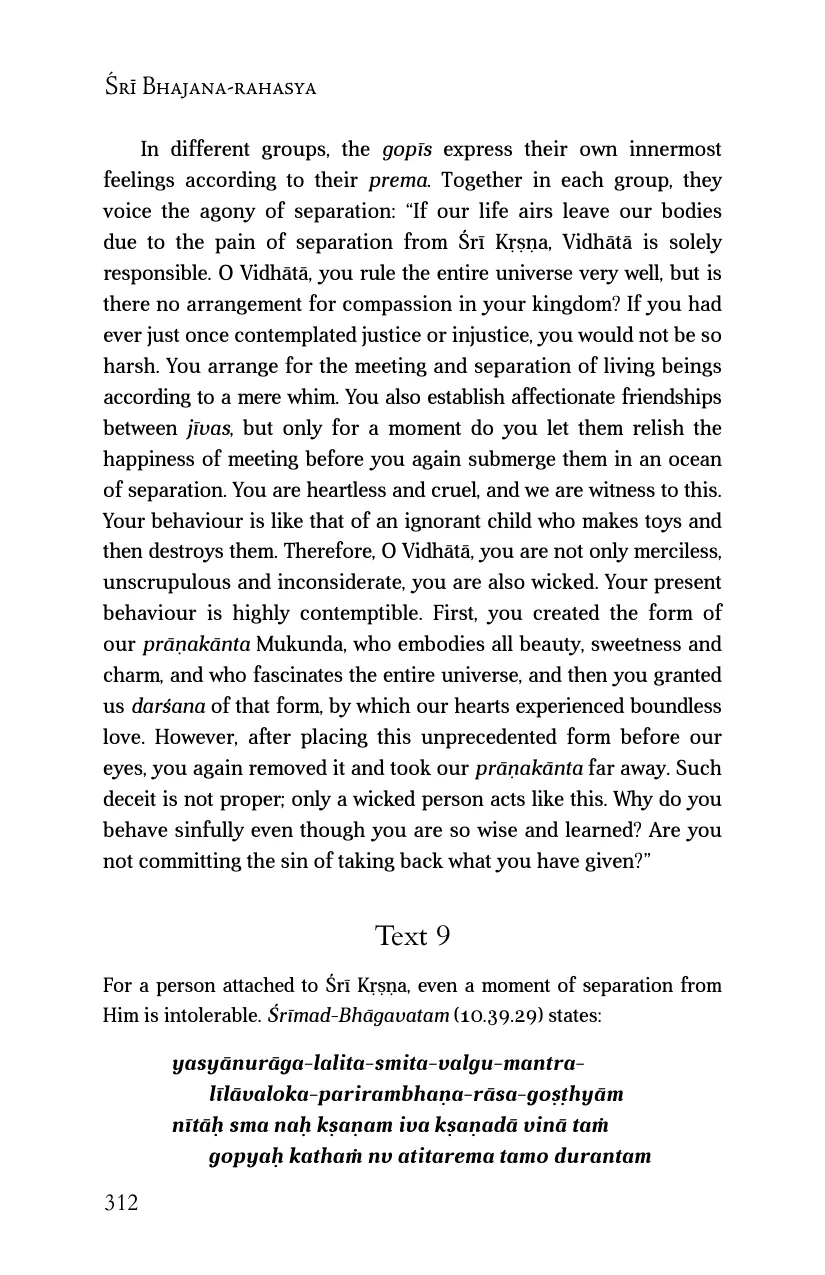 Śrī Bhajana-rahasya
In different groups, the gopīs express their own innermost
feelings according to their prema. Together in each group, they
voice the agony of separation: “If our life airs leave our bodies
due to the pain of separation from Śrī Kṛṣṇa, Vidhātā is solely
responsible. O Vidhātā, you rule the entire universe very well, but is
there no arrangement for compassion in your kingdom? If you had
ever just once contemplated justice or injustice, you would not be so
harsh. You arrange for the meeting and separation of living beings
according to a mere whim. You also establish affectionate friendships
between jīvas, but only for a moment do you let them relish the
happiness of meeting before you again submerge them in an ocean
of separation. You are heartless and cruel, and we are witness to this.
Your behaviour is like that of an ignorant child who makes toys and
then destroys them. Therefore, O Vidhātā, you are not only merciless,
unscrupulous and inconsiderate, you are also wicked. Your present
behaviour is highly contemptible. First, you created the form of
our prāṇakānta Mukunda, who embodies all beauty, sweetness and
charm, and who fascinates the entire universe, and then you granted
us darśana of that form, by which our hearts experienced boundless
love. However, after placing this unprecedented form before our
eyes, you again removed it and took our prāṇakānta far away. Such
deceit is not proper; only a wicked person acts like this. Why do you
behave sinfully even though you are so wise and learned? Are you
not committing the sin of taking back what you have given?”
Text 9
For a person attached to Śrī Kṛṣṇa, even a moment of separation from
Him is intolerable. Śrīmad-Bhāgavatam (10.39.29) states:
yasyānurāga-lalita-smita-valgu-mantra-
līlāvaloka-parirambhaṇa-rāsa-goṣṭhyām
nītāḥ sma naḥ kṣaṇam iva kṣaṇadā vinā taṁ
gopyaḥ kathaṁ nv atitarema tamo durantam
312